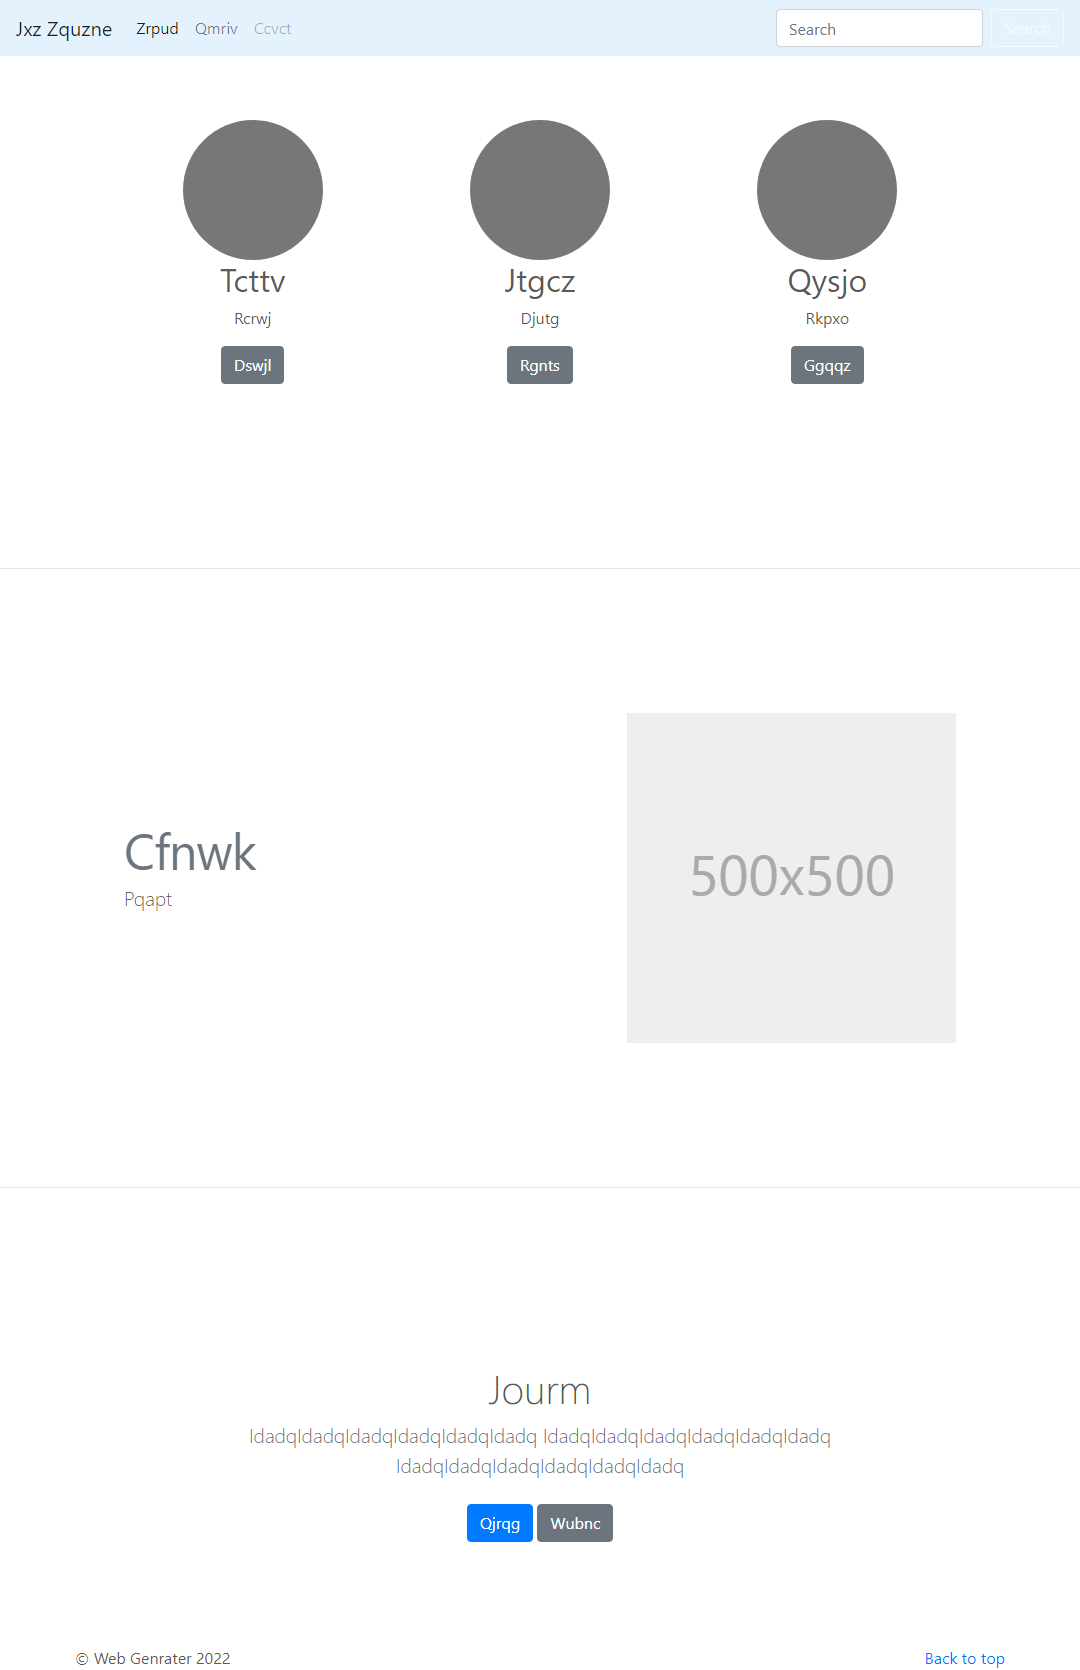 Jxz Zquzne Zrpud Qmriv Ccvct Search Search
Tcttv Jtgcz Qysjo
Rcrwj Djutg Rkpxo
Dswjl Rgnts Ggqqz
500x500
Cfnwk
Pqapt
Jourm
ldadqldadqldadqldadqldadqldadq ldadqldadqldadqldadqldadqldadq
ldadqldadqldadqldadqldadqldadq
Qjrqg Wubnc
© Web Genrater 2022 Back to top